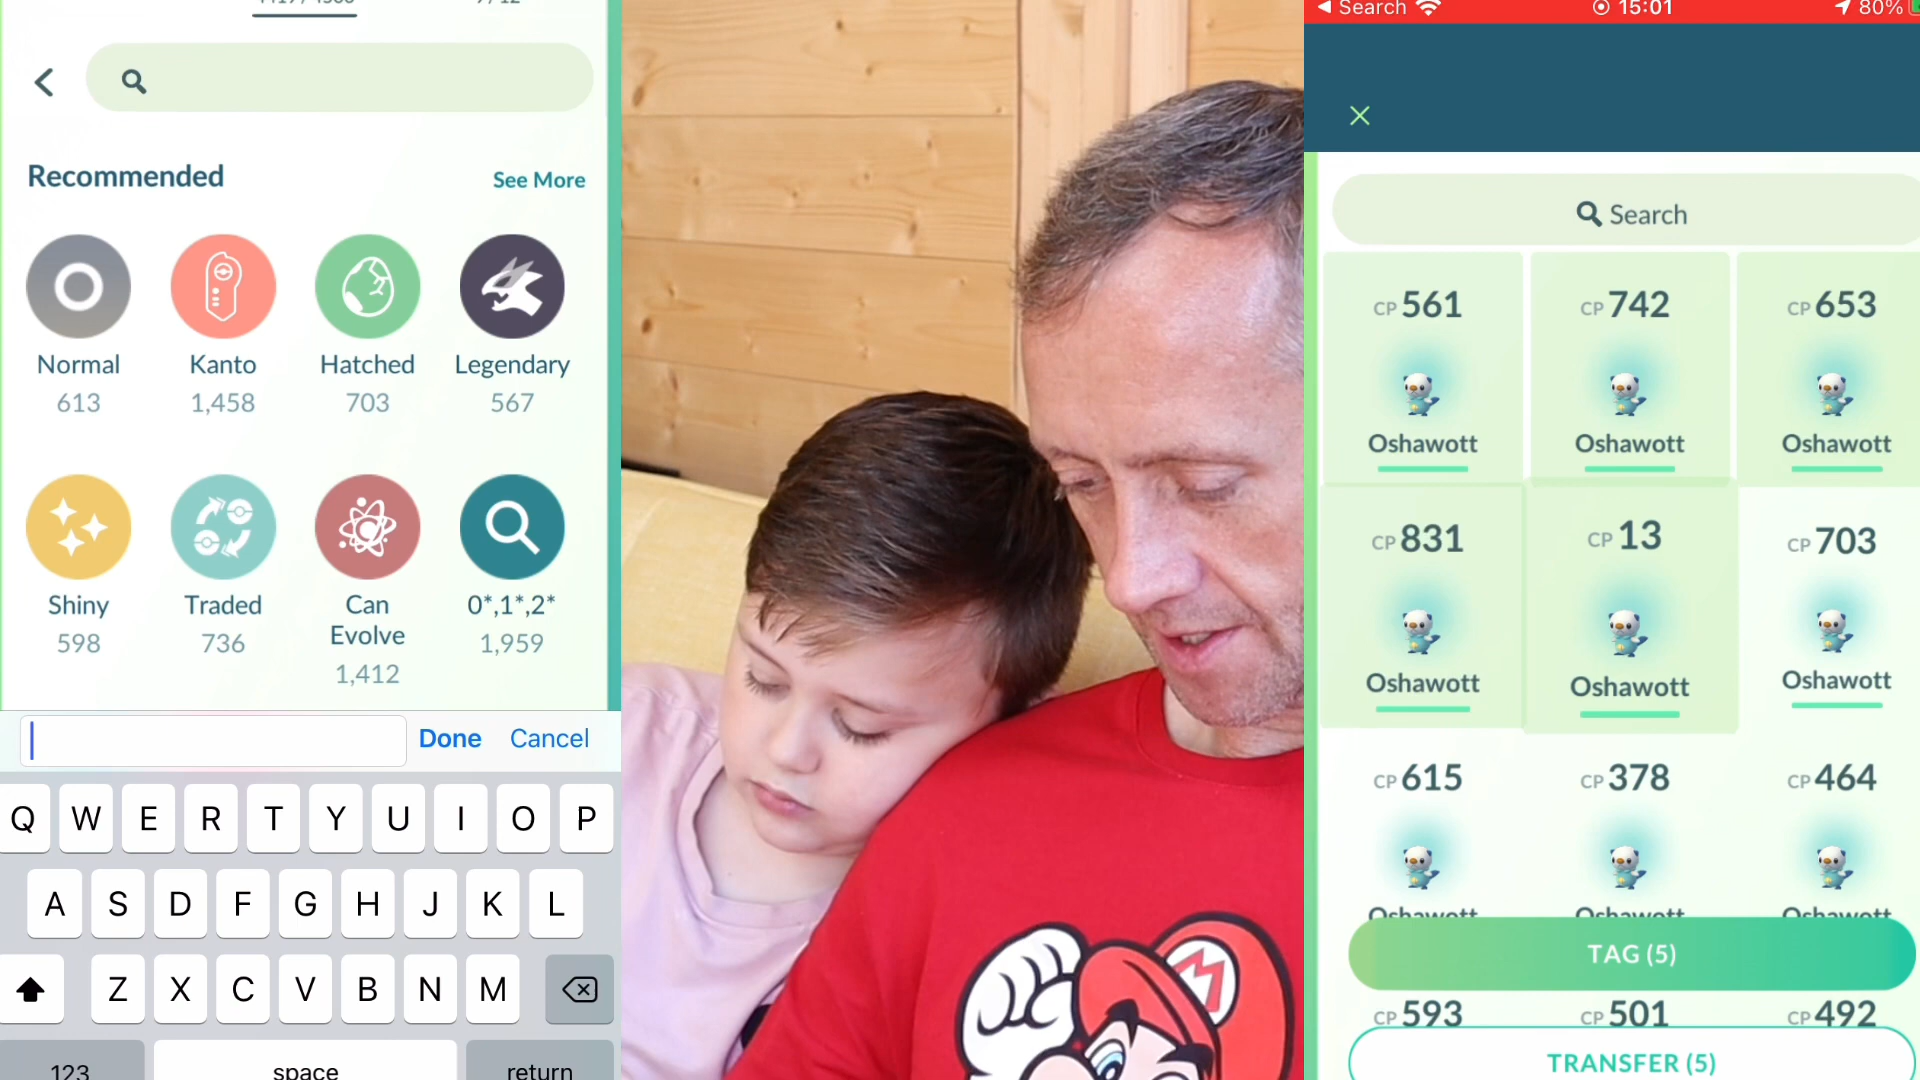 Recommended
See More
Normal
Kanto
Hatched
Legendary
613
1,458
703
567
Shiny
Traded
Can
Evolve
0*,1*,2*
598
736
1,412
1,959
Done Cancel
Q W E R T Y U I O P
A S D F G H J K L
Z X C V B N M
123 space return
M
Search 15:01 80%
Search
CP 561 CP 742 CP 653
Oshawott Oshawott Oshawott
CP 831 CP 13 CP 703
Oshawott Oshawott Oshawott
CP 615 CP 378 CP 464
Oshawott Oshawott Oshawott
TAG (5)
CP 593 CP 501 CP 492
TRANSFER (5)